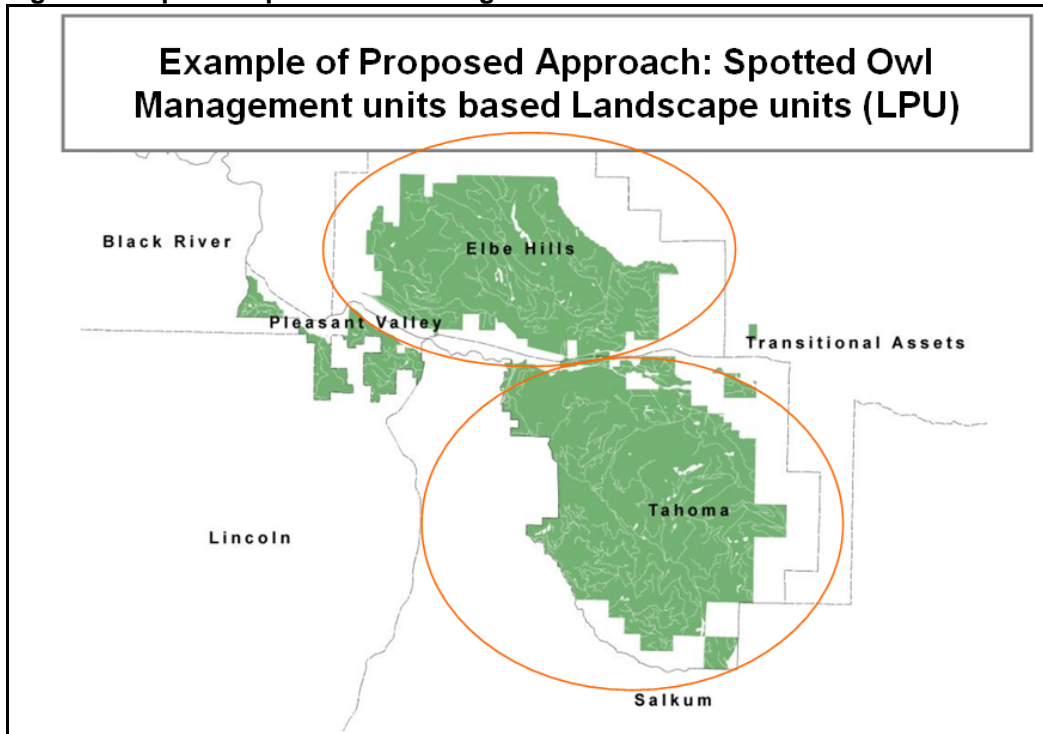 Example of Proposed Approach: Spotted Owl
Management units based Landscape units (LPU)
Black River
Elbe Hills
Pleasant Valley
Transitional Assets
Tahoma
Lincoln
Salkum